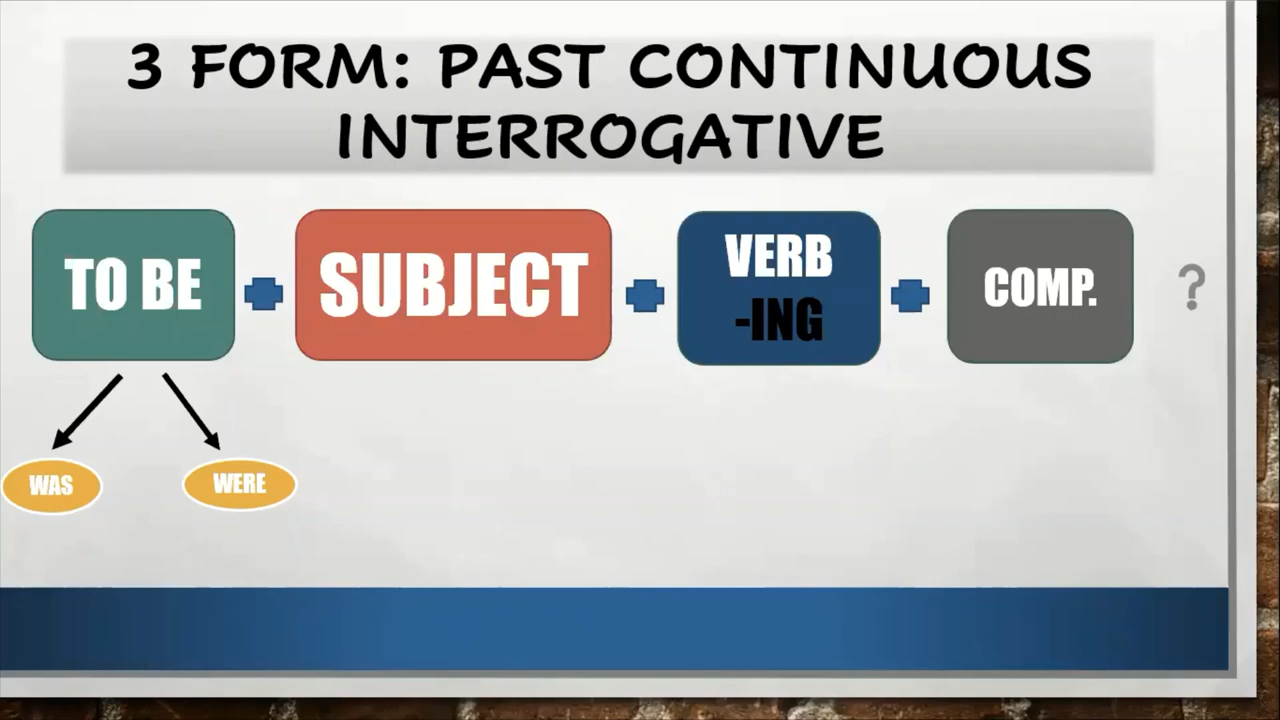 3 FORM: PAST CONTINUOUS
INTERROGATIVE
TO BE
SUBJECT
VERB
-ING
COMP.
?
WAS
WERE